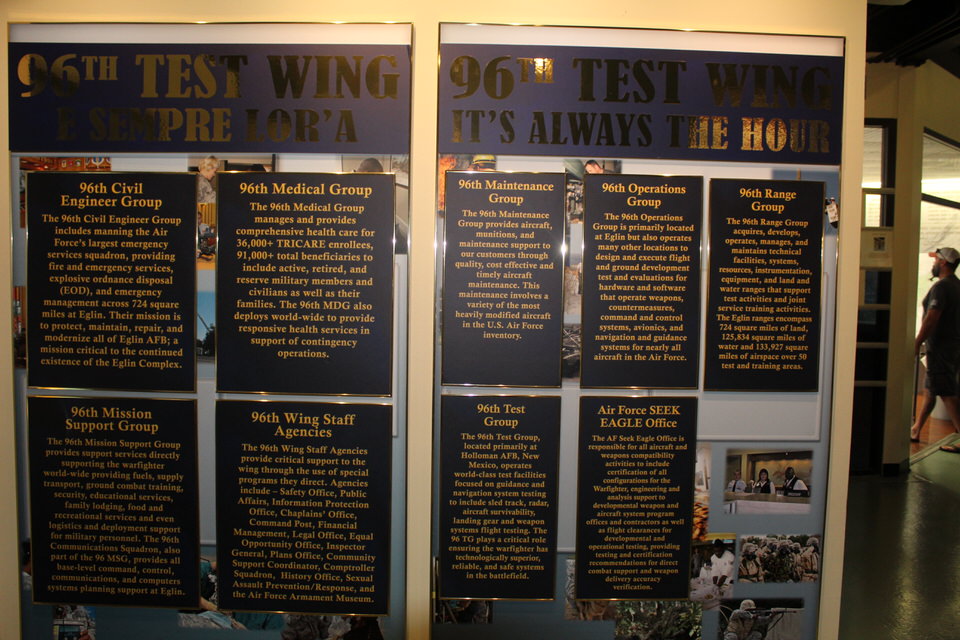 96TH TEST WING
E SEMPRE L'OR'A
96th Civil
Engineer Group
The 96th Civil Engineer Group
includes manning the Air
Force's largest emergency
services squadron, providing
fire and emergency services,
explosive ordnance disposal
(EOD), and emergency
management across 724 square
miles at Eglin. Their mission is
to protect, maintain, repair, and
modernize all of Eglin AFB; a
mission critical to the continued
existence of the Eglin Complex.
96th Medical Group
The 96th Medical Group
manages and provides
comprehensive health care for
36,000+ TRICARE enrollees,
91,000+ total beneficiaries to
include active, retired, and
reserve military members and
civilians as well as their
families. The 96th MDG also
deploys world-wide to provide
responsive health services in
support of contingency
operations.
96th Mission
Support Group
The 96th Mission Support Group
provides support services directly
supporting the warfighter
world-wide providing fuels, supply
transport, ground combat training,
security, educational services,
family lodging, food and
recreational services and even
logistics and deployment support
for military personnel. The 96th
Communications Squadron, also
part of the 96 MSG, provides all
base-level command, control,
communications, and computers
systems planning support at Eglin.
96th Wing Staff
Agencies
The 96th Wing Staff Agencies
provide critical support to the
wing through the use of special
programs they direct. Agencies
include – Safety Office, Public
Affairs, Information Protection
Office, Chaplains' Office,
Command Post, Financial
Management, Legal Office, Equal
Opportunity Office, Inspector
General, Plans Office, Community
Support Coordinator, Comptroller
Squadron, History Office, Sexual
Assault Prevention/Response, and
the Air Force Armament Museum.
96TH TEST WING
IT'S ALWAYS THE HOUR
96th Maintenance
Group
The 96th Maintenance
Group provides aircraft,
munitions, and
maintenance support to
our customers through
quality, cost effective and
timely aircraft
maintenance. This
maintenance involves a
variety of the most
heavily modified aircraft
in the U.S. Air Force
inventory.
96th Operations
Group
The 96th Operations
Group is primarily located
at Eglin but also operates
many other locations to
design and execute flight
and ground development
test and evaluations for
hardware and software
that operate weapons,
countermeasures,
command and control
systems, avionics, and
navigation and guidance
systems for nearly all
aircraft in the Air Force.
96th Range
Group
The 96th Range Group
acquires, develops,
operates, manages, and
maintains technical
facilities, systems,
resources, instrumentation,
equipment, and land and
water ranges that support
test activities and joint
service training activities.
The Eglin ranges encompass
724 square miles of land,
125,834 square miles of water
and 133,927 square
miles of airspace over 50
test and training areas.
96th Test
Group
The 96th Test Group,
located primarily at
Holloman AFB, New
Mexico, operates
world-class test facilities
focused on guidance and
navigation system testing
to include sled track, radar,
aircraft survivability,
landing gear and weapon
systems flight testing. The
96 TG plays a critical role
ensuring the warfighter has
technologically superior,
reliable, and safe systems
in the battlefield.
Air Force SEEK
EAGLE Office
The AF Seek Eagle Office is
responsible for all aircraft and
weapons compatibility
activities to include
certification of all
configurations for the
Warfighter, engineering and
analysis support to
developmental weapon and
aircraft system program
offices and contractors as well
as flight clearances for
developmental and
operational testing, providing
testing and certification
recommendations for direct
combat support and weapon
delivery accuracy
verification.